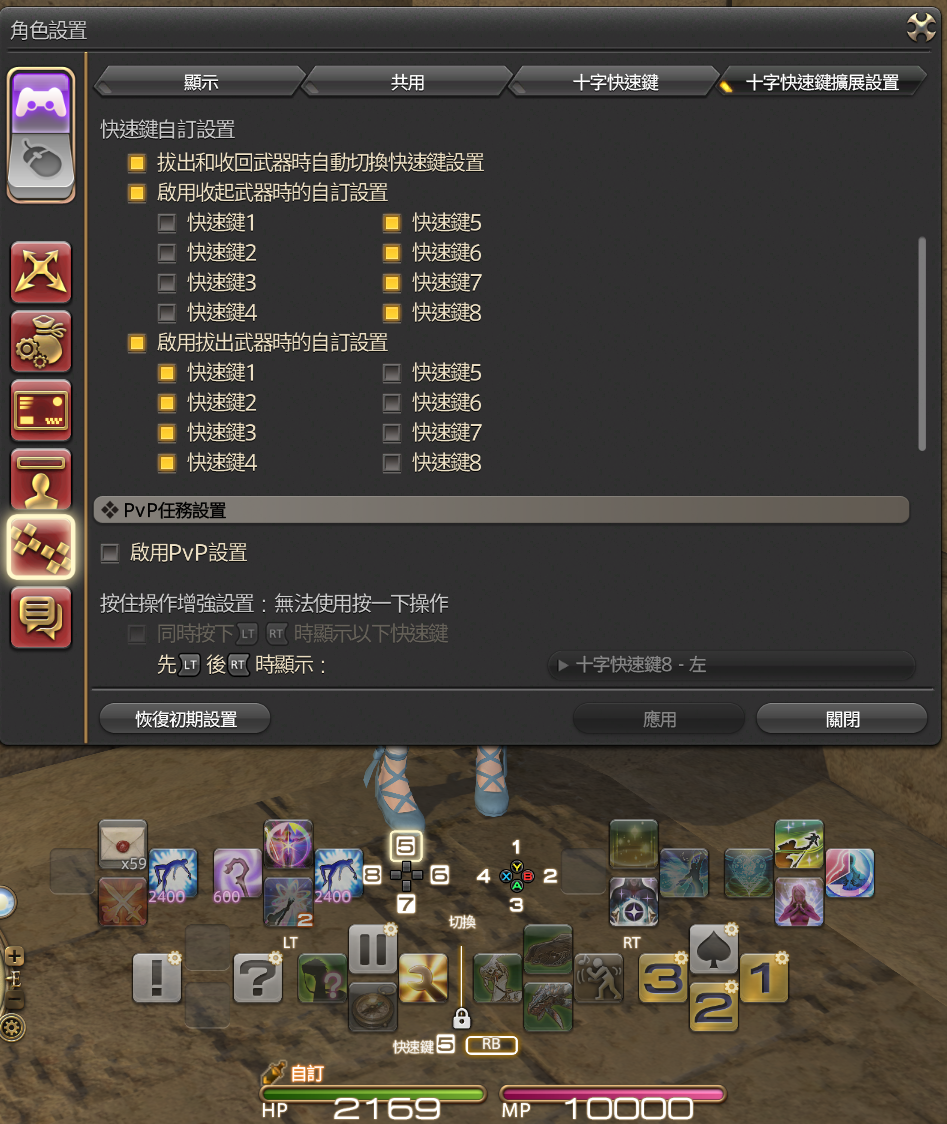 角色設置
顯示 共用 十字快速鍵 十字快速鍵擴展設置
快速鍵自訂設置
拔出和收回武器時自動切換快速鍵設置
啟用收起武器時的自訂設置
快速鍵1 快速鍵5
快速鍵2 快速鍵6
快速鍵3 快速鍵7
快速鍵4 快速鍵8
啟用拔出武器時的自訂設置
快速鍵1 快速鍵5
快速鍵2 快速鍵6
快速鍵3 快速鍵7
快速鍵4 快速鍵8
PvP任務設置
啟用PvP設置
按住操作增強設置：無法使用按一下操作
同時按下 LT RT 時顯示以下快速鍵
先 LT 後 RT 時顯示： 十字快速鍵8 - 左
恢復初期設置 應用 關閉
5 1
x59
8 6 4 Y X B A 2
2400 600 2400
7 3
2
切換
LT RT
! ? ? 3 2 1
快速鍵 5 RB
自訂
HP 2169 MP 10000